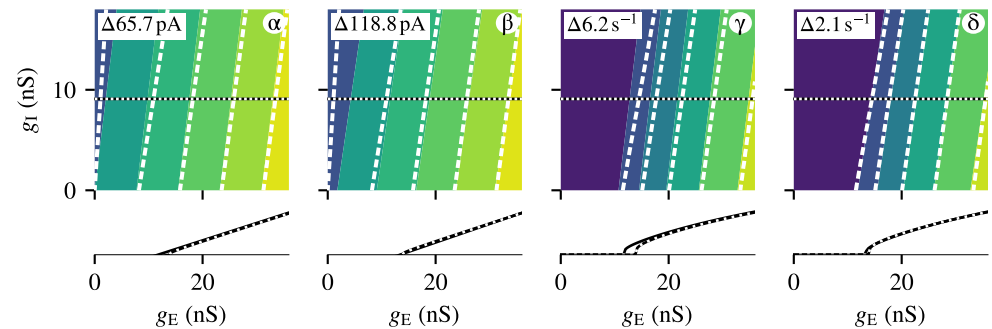 Δ65.7 pA α
Δ118.8 pA β
Δ6.2 s⁻¹ γ
Δ2.1 s⁻¹ δ
10
0
g_I (nS)
0 20
0 20
0 20
0 20
g_E (nS)
g_E (nS)
g_E (nS)
g_E (nS)